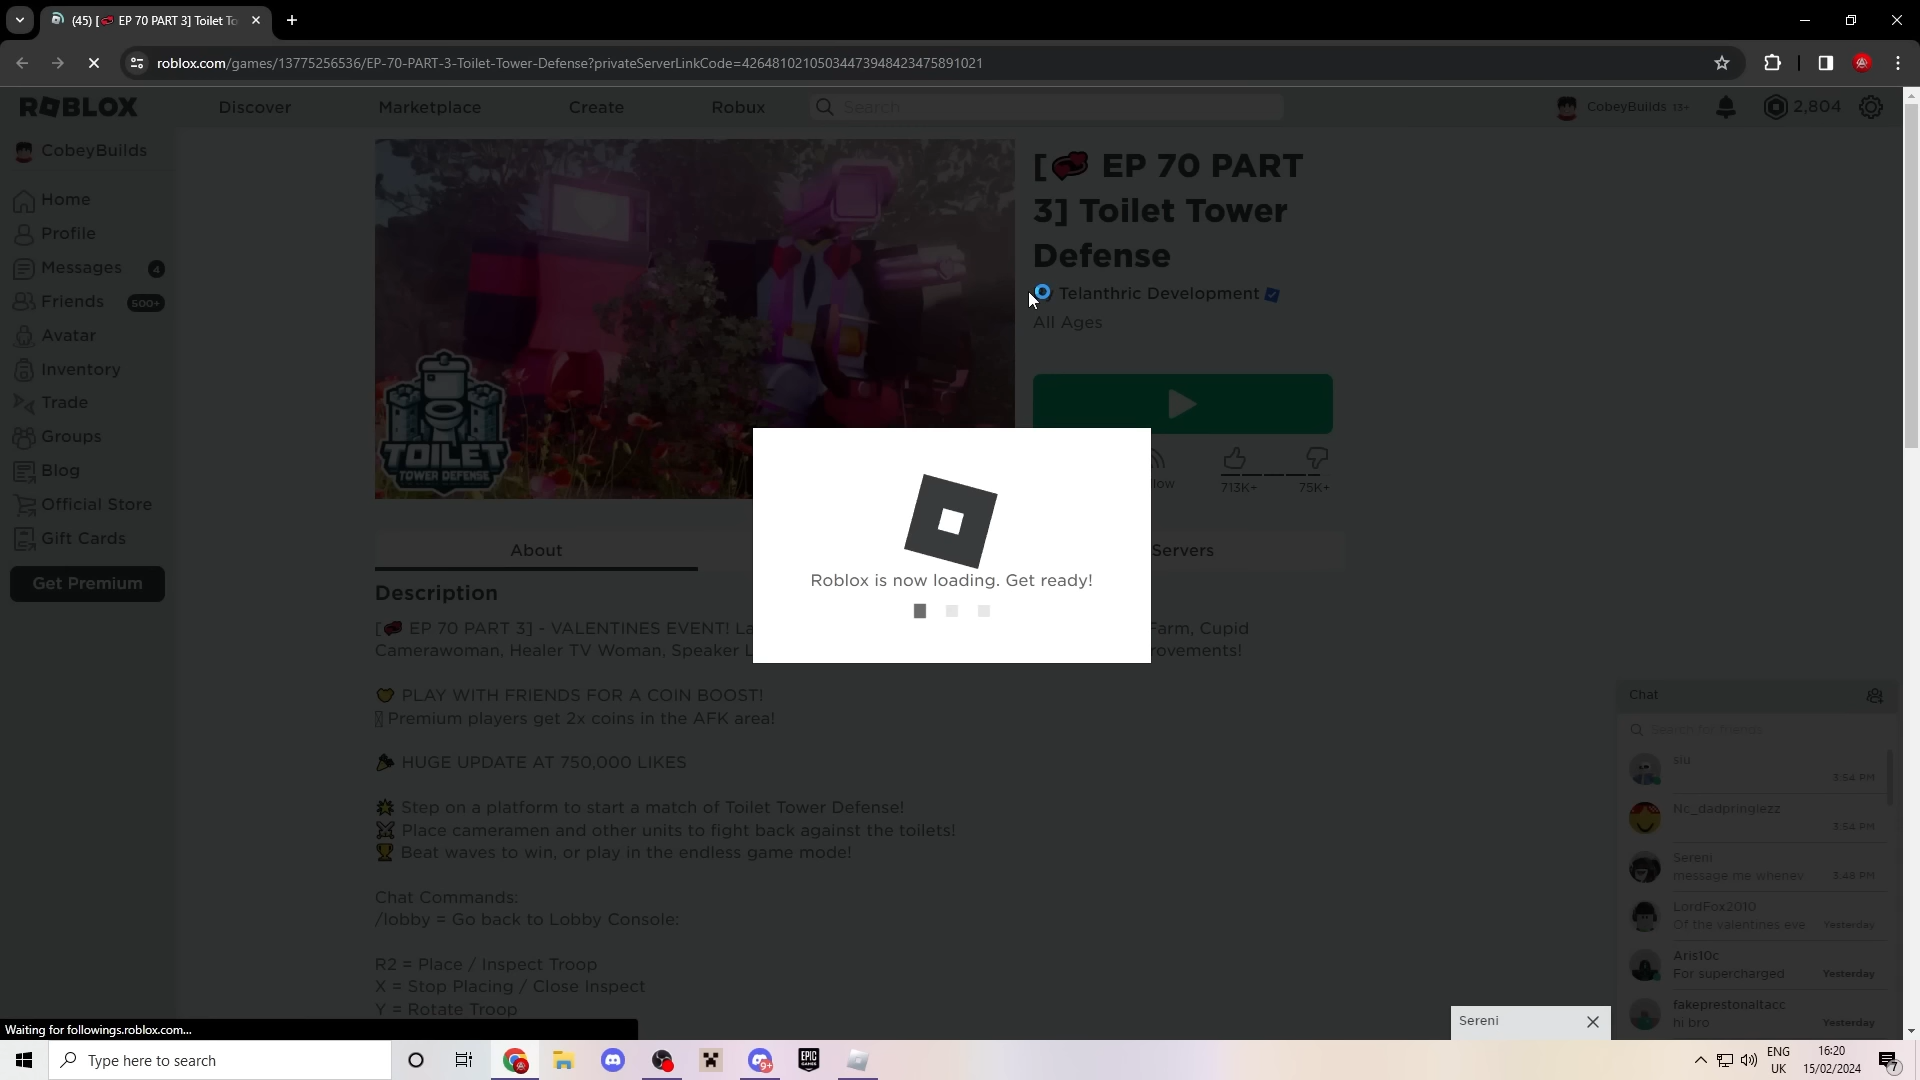 (45) [ EP 70 PART 3] Toilet To
roblox.com/games/13775256536/EP-70-PART-3-Toilet-Tower-Defense?privateServerLinkCode=42648102105034473948423475891021
ROBLOX
Discover
Marketplace
Create
Robux
Search
CobeyBuilds 13+
2,804
CobeyBuilds
Home
Profile
Messages 4
Friends 500+
Avatar
Inventory
Trade
Groups
Blog
Official Store
Gift Cards
Get Premium
TOILET
TOWER DEFENSE
[ EP 70 PART
3] Toilet Tower
Defense
Telanthric Development
All Ages
713K+
75K+
Roblox is now loading. Get ready!
About
Servers
Description
[ EP 70 PART 3] - VALENTINES EVENT! La
Farm, Cupid
Camerawoman, Healer TV Woman, Speaker L
rovements!
PLAY WITH FRIENDS FOR A COIN BOOST!
Premium players get 2x coins in the AFK area!
HUGE UPDATE AT 750,000 LIKES
Step on a platform to start a match of Toilet Tower Defense!
Place cameramen and other units to fight back against the toilets!
Beat waves to win, or play in the endless game mode!
Chat Commands:
/lobby = Go back to Lobby Console:
R2 = Place / Inspect Troop
X = Stop Placing / Close Inspect
Y = Rotate Troop
Chat
Search for friends
siu
3:54 PM
Nc_dadpringlezz
3:54 PM
Sereni
message me whenev 3:48 PM
LordFox2010
Of the valentines eve Yesterday
Aris10c
For supercharged Yesterday
fakeprestonaltacc
hi bro Yesterday
Sereni
Waiting for followings.roblox.com...
Type here to search
9+
EPIC
GAMES
ENG
UK
16:20
15/02/2024
7